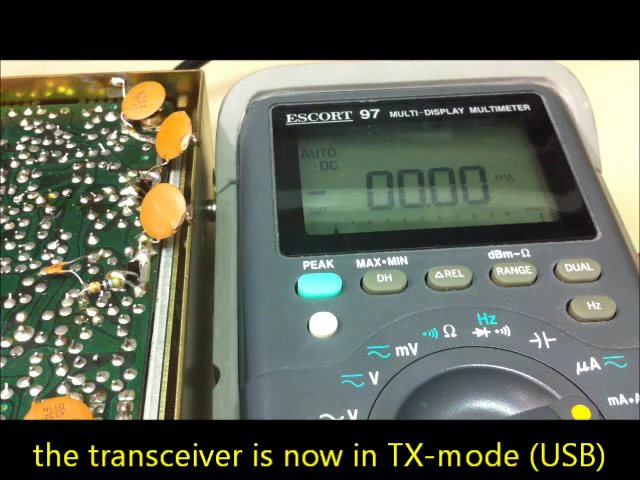 ESCORT 97 MULTI-DISPLAY MULTIMETER
AUTO
DC
00.00 mA
PEAK
MAX•MIN
dBm-Ω
DH
△REL
RANGE
DUAL
Hz
Hz
Ω
mV
V
V
µA
mA
the transceiver is now in TX-mode (USB)